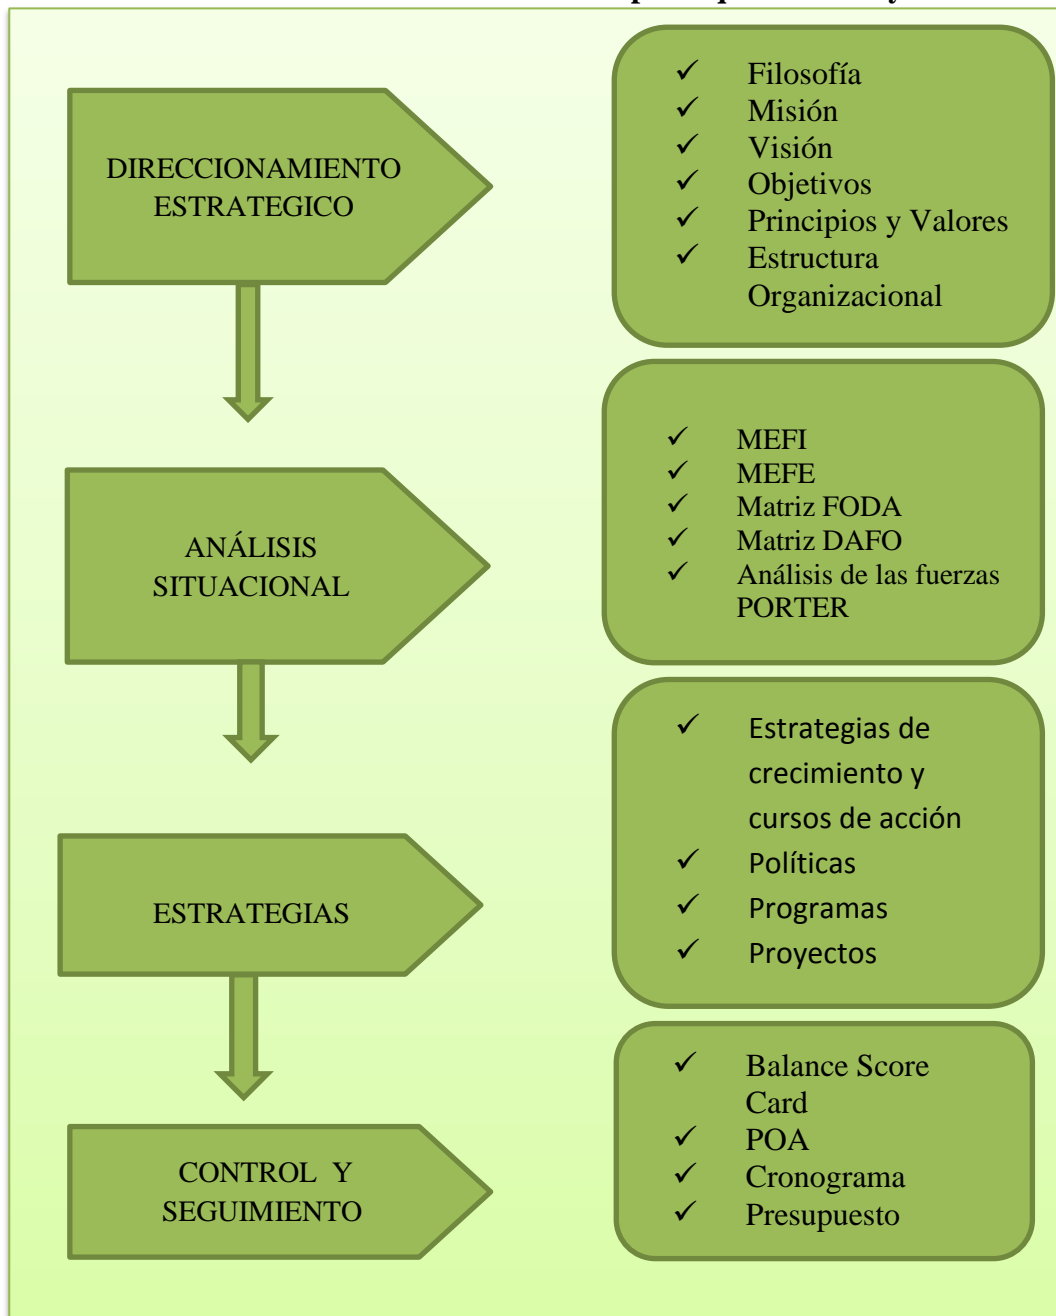 DIRECCIONAMIENTO
ESTRATEGICO
✓ Filosofía
✓ Misión
✓ Visión
✓ Objetivos
✓ Principios y Valores
✓ Estructura
Organizacional
ANÁLISIS
SITUACIONAL
✓ MEFI
✓ MEFE
✓ Matriz FODA
✓ Matriz DAFO
✓ Análisis de las fuerzas
PORTER
ESTRATEGIAS
✓ Estrategias de
crecimiento y
cursos de acción
✓ Políticas
✓ Programas
✓ Proyectos
CONTROL Y
SEGUIMIENTO
✓ Balance Score
Card
✓ POA
✓ Cronograma
✓ Presupuesto